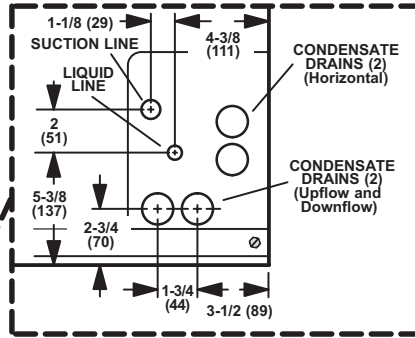 1-1/8 (29)
4-3/8
(111)
SUCTION LINE
LIQUID
LINE
CONDENSATE
DRAINS (2)
(Horizontal)
2
(51)
CONDENSATE
DRAINS (2)
(Upflow and
Downflow)
5-3/8
(137)
2-3/4
(70)
1-3/4
(44)
3-1/2 (89)